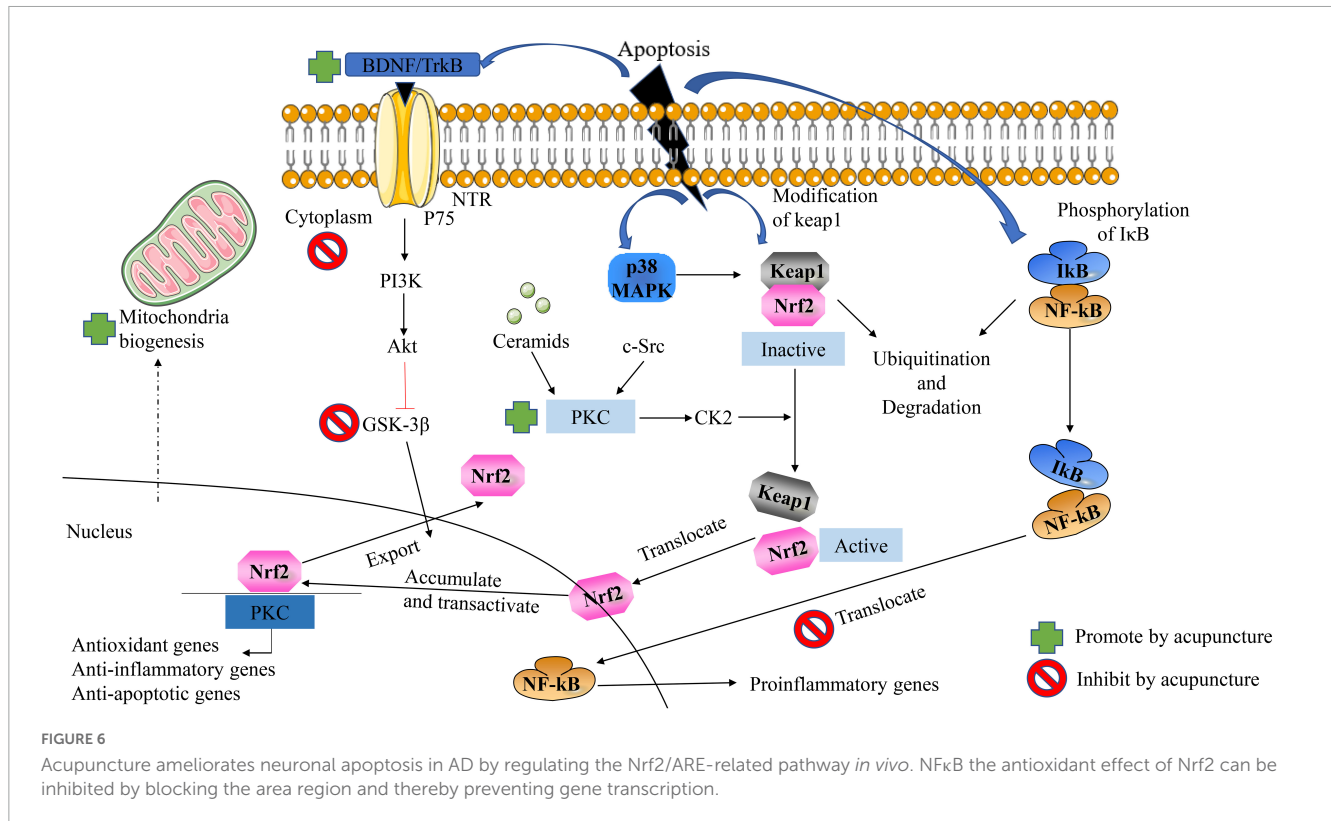 Apoptosis
BDNF/TrkB
NTR
P75
Cytoplasm
Modification
of keap1
Phosphorylation
of IκB
p38
MAPK
Keap1
Nrf2
Inactive
IkB
NF-kB
PI3K
Mitochondria
biogenesis
Ceramids
c-Src
Akt
Ubiquitination
and
Degradation
GSK-3β
PKC
CK2
Nrf2
IkB
NF-kB
Keap1
Nrf2
Active
Translocate
Nucleus
Export
Nrf2
PKC
Accumulate
and transactivate
Nrf2
Translocate
Antioxidant genes
Anti-inflammatory genes
Anti-apoptotic genes
NF-kB
Proinflammatory genes
Promote by acupuncture
Inhibit by acupuncture
FIGURE 6
Acupuncture ameliorates neuronal apoptosis in AD by regulating the Nrf2/ARE-related pathway in vivo. NFκB the antioxidant effect of Nrf2 can be
inhibited by blocking the area region and thereby preventing gene transcription.